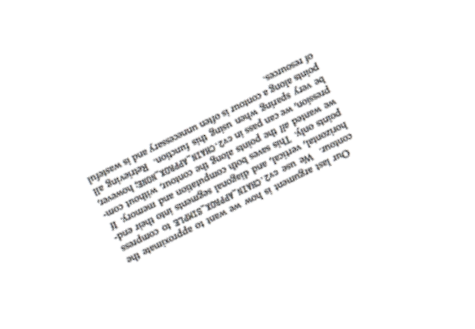 Our last argument is how we want to approximate the
contour. We use cv2.CHAIN_APPROX_SIMPLE to compress
horizontal, vertical, and diagonal segments into their end-
points only. This saves both computation and memory. If
we wanted all the points along the contour, without com-
pression, we can pass in cv2.CHAIN_APPROX_NONE; however,
be very sparing when using this function. Retrieving all
points along a contour is often unnecessary and is wasteful
of resources.